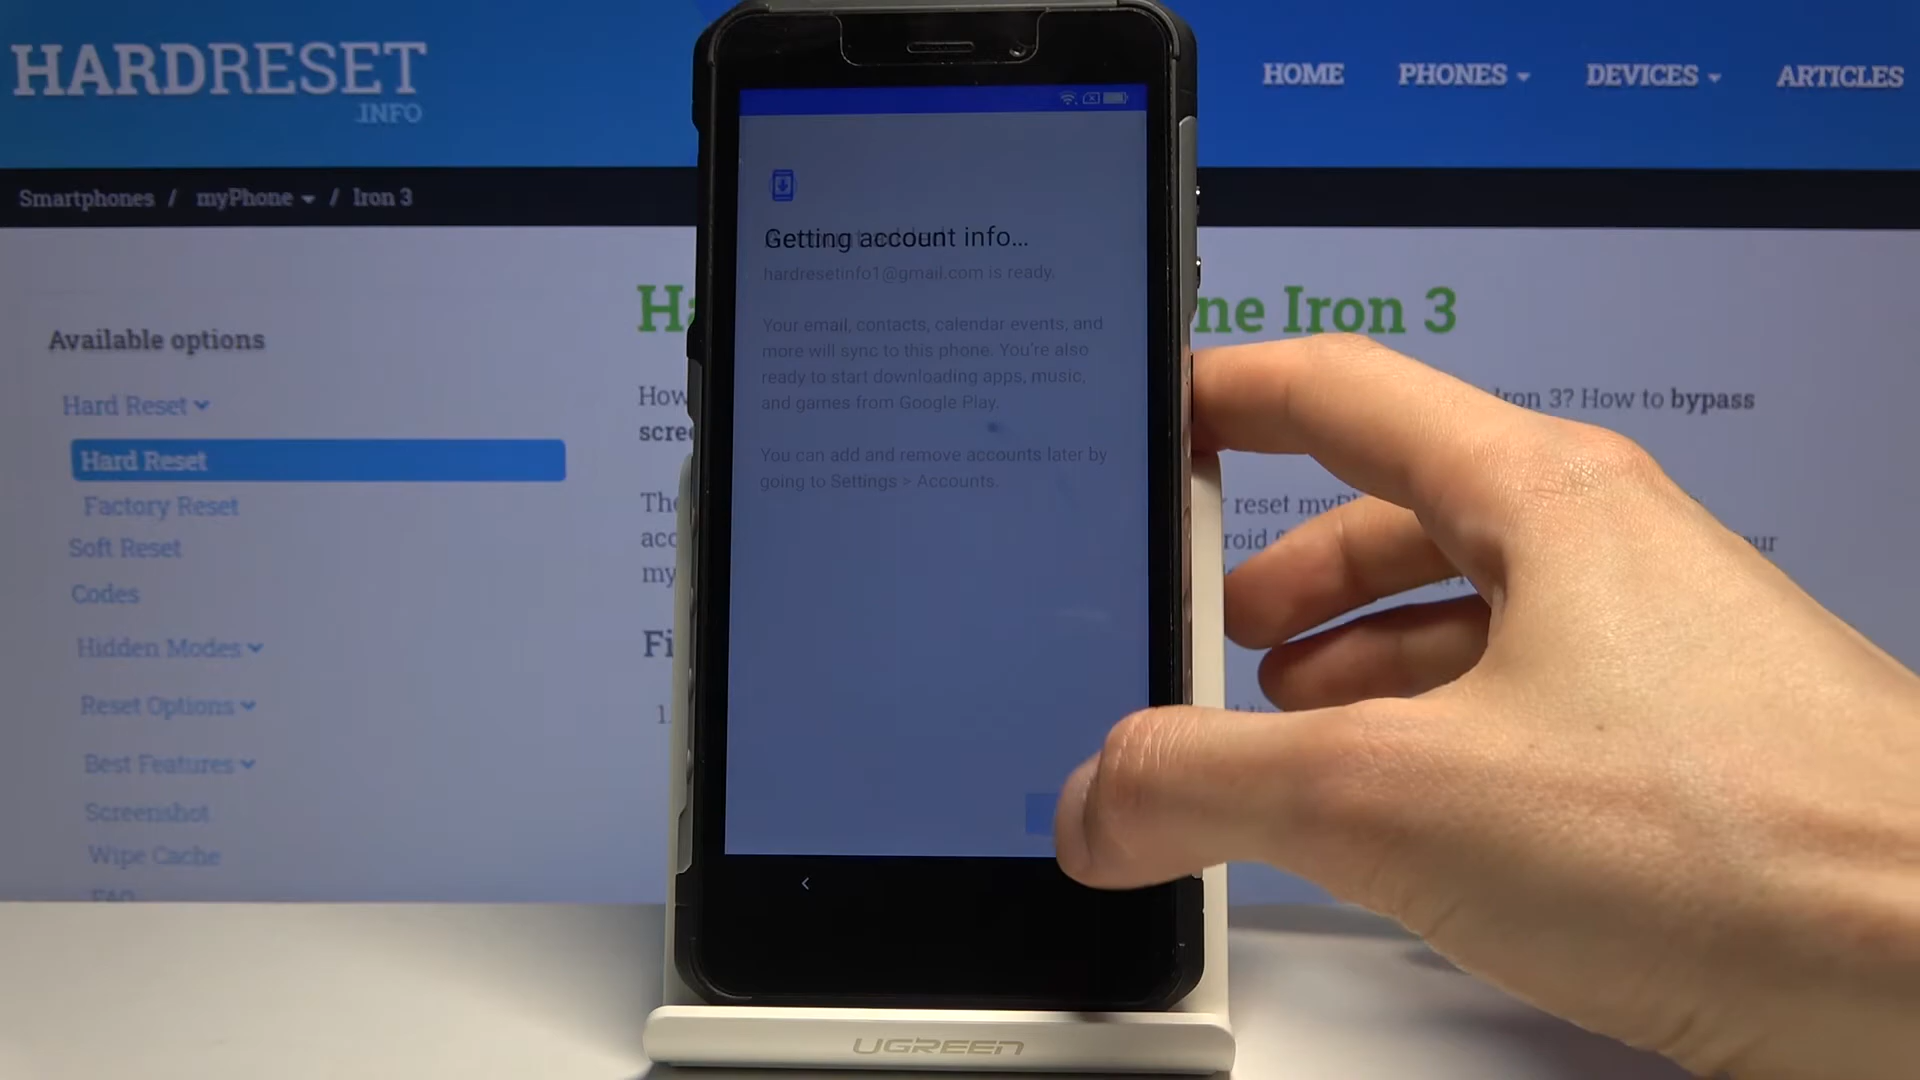 HARDRESET
.INFO
HOME PHONES DEVICES ARTICLES
Smartphones / myPhone / Iron 3
Available options
Hard Reset
Hard Reset
Factory Reset
Soft Reset
Codes
Hidden Modes
Reset Options
Best Features
Screenshot
Wipe Cache
FAQ
ne Iron 3
How Iron 3? How to bypass
scree
The r reset myP
acc roid
my
Fi
1.
Getting account info...
hardresetinfo1@gmail.com is ready.
Your email, contacts, calendar events, and
more will sync to this phone. You're also
ready to start downloading apps, music,
and games from Google Play.
You can add and remove accounts later by
going to Settings > Accounts.
UGREEN